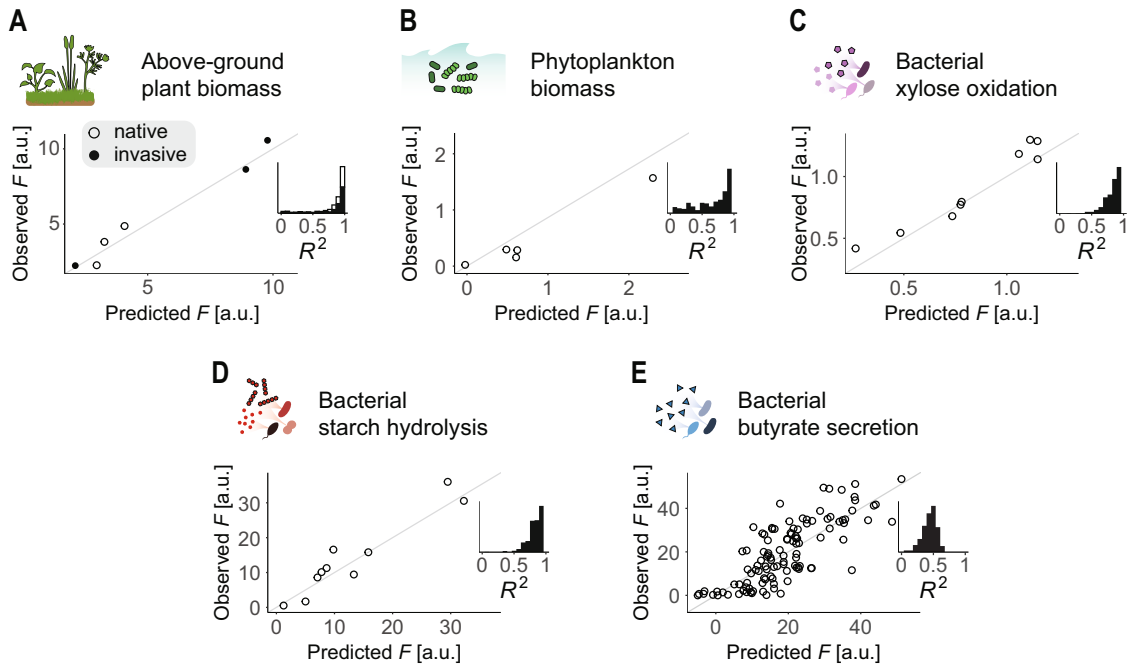 A
Above-ground
plant biomass
native
invasive
Observed F [a.u.]
10
5
5
10
Predicted F [a.u.]
0
0.5
1
R²
B
Phytoplankton
biomass
Observed F [a.u.]
2
1
0
0
1
2
Predicted F [a.u.]
0
0.5
1
R²
C
Bacterial
xylose oxidation
Observed F [a.u.]
1.0
0.5
0.5
1.0
Predicted F [a.u.]
0
0.5
1
R²
D
Bacterial
starch hydrolysis
Observed F [a.u.]
30
20
10
0
0
10
20
30
Predicted F [a.u.]
0
0.5
1
R²
E
Bacterial
butyrate secretion
Observed F [a.u.]
40
20
0
0
20
40
Predicted F [a.u.]
0
0.5
1
R²